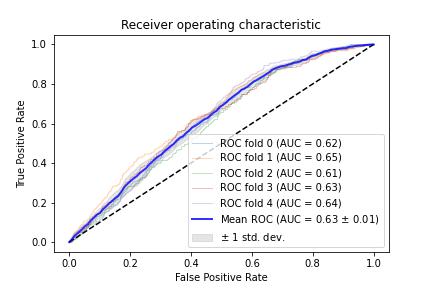 Receiver operating characteristic
True Positive Rate
1.0
0.8
0.6
0.4
0.2
0.0
ROC fold 0 (AUC = 0.62)
ROC fold 1 (AUC = 0.65)
ROC fold 2 (AUC = 0.61)
ROC fold 3 (AUC = 0.63)
ROC fold 4 (AUC = 0.64)
Mean ROC (AUC = 0.63 ± 0.01)
± 1 std. dev.
0.0 0.2 0.4 0.6 0.8 1.0
False Positive Rate